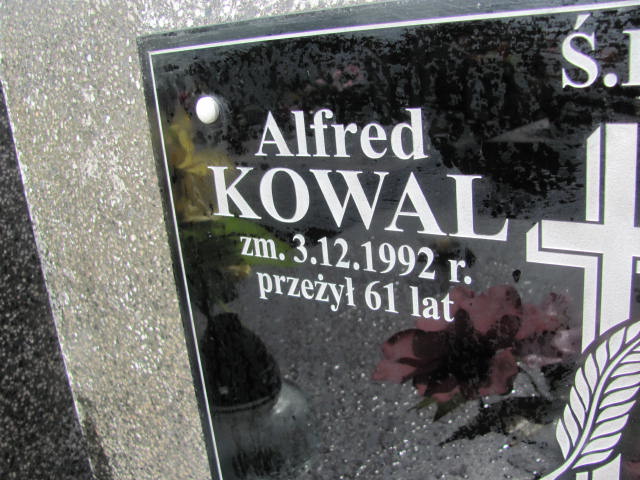 Ś.
Alfred
KOWAL
zm. 3.12.1992 r.
przeżył 61 lat